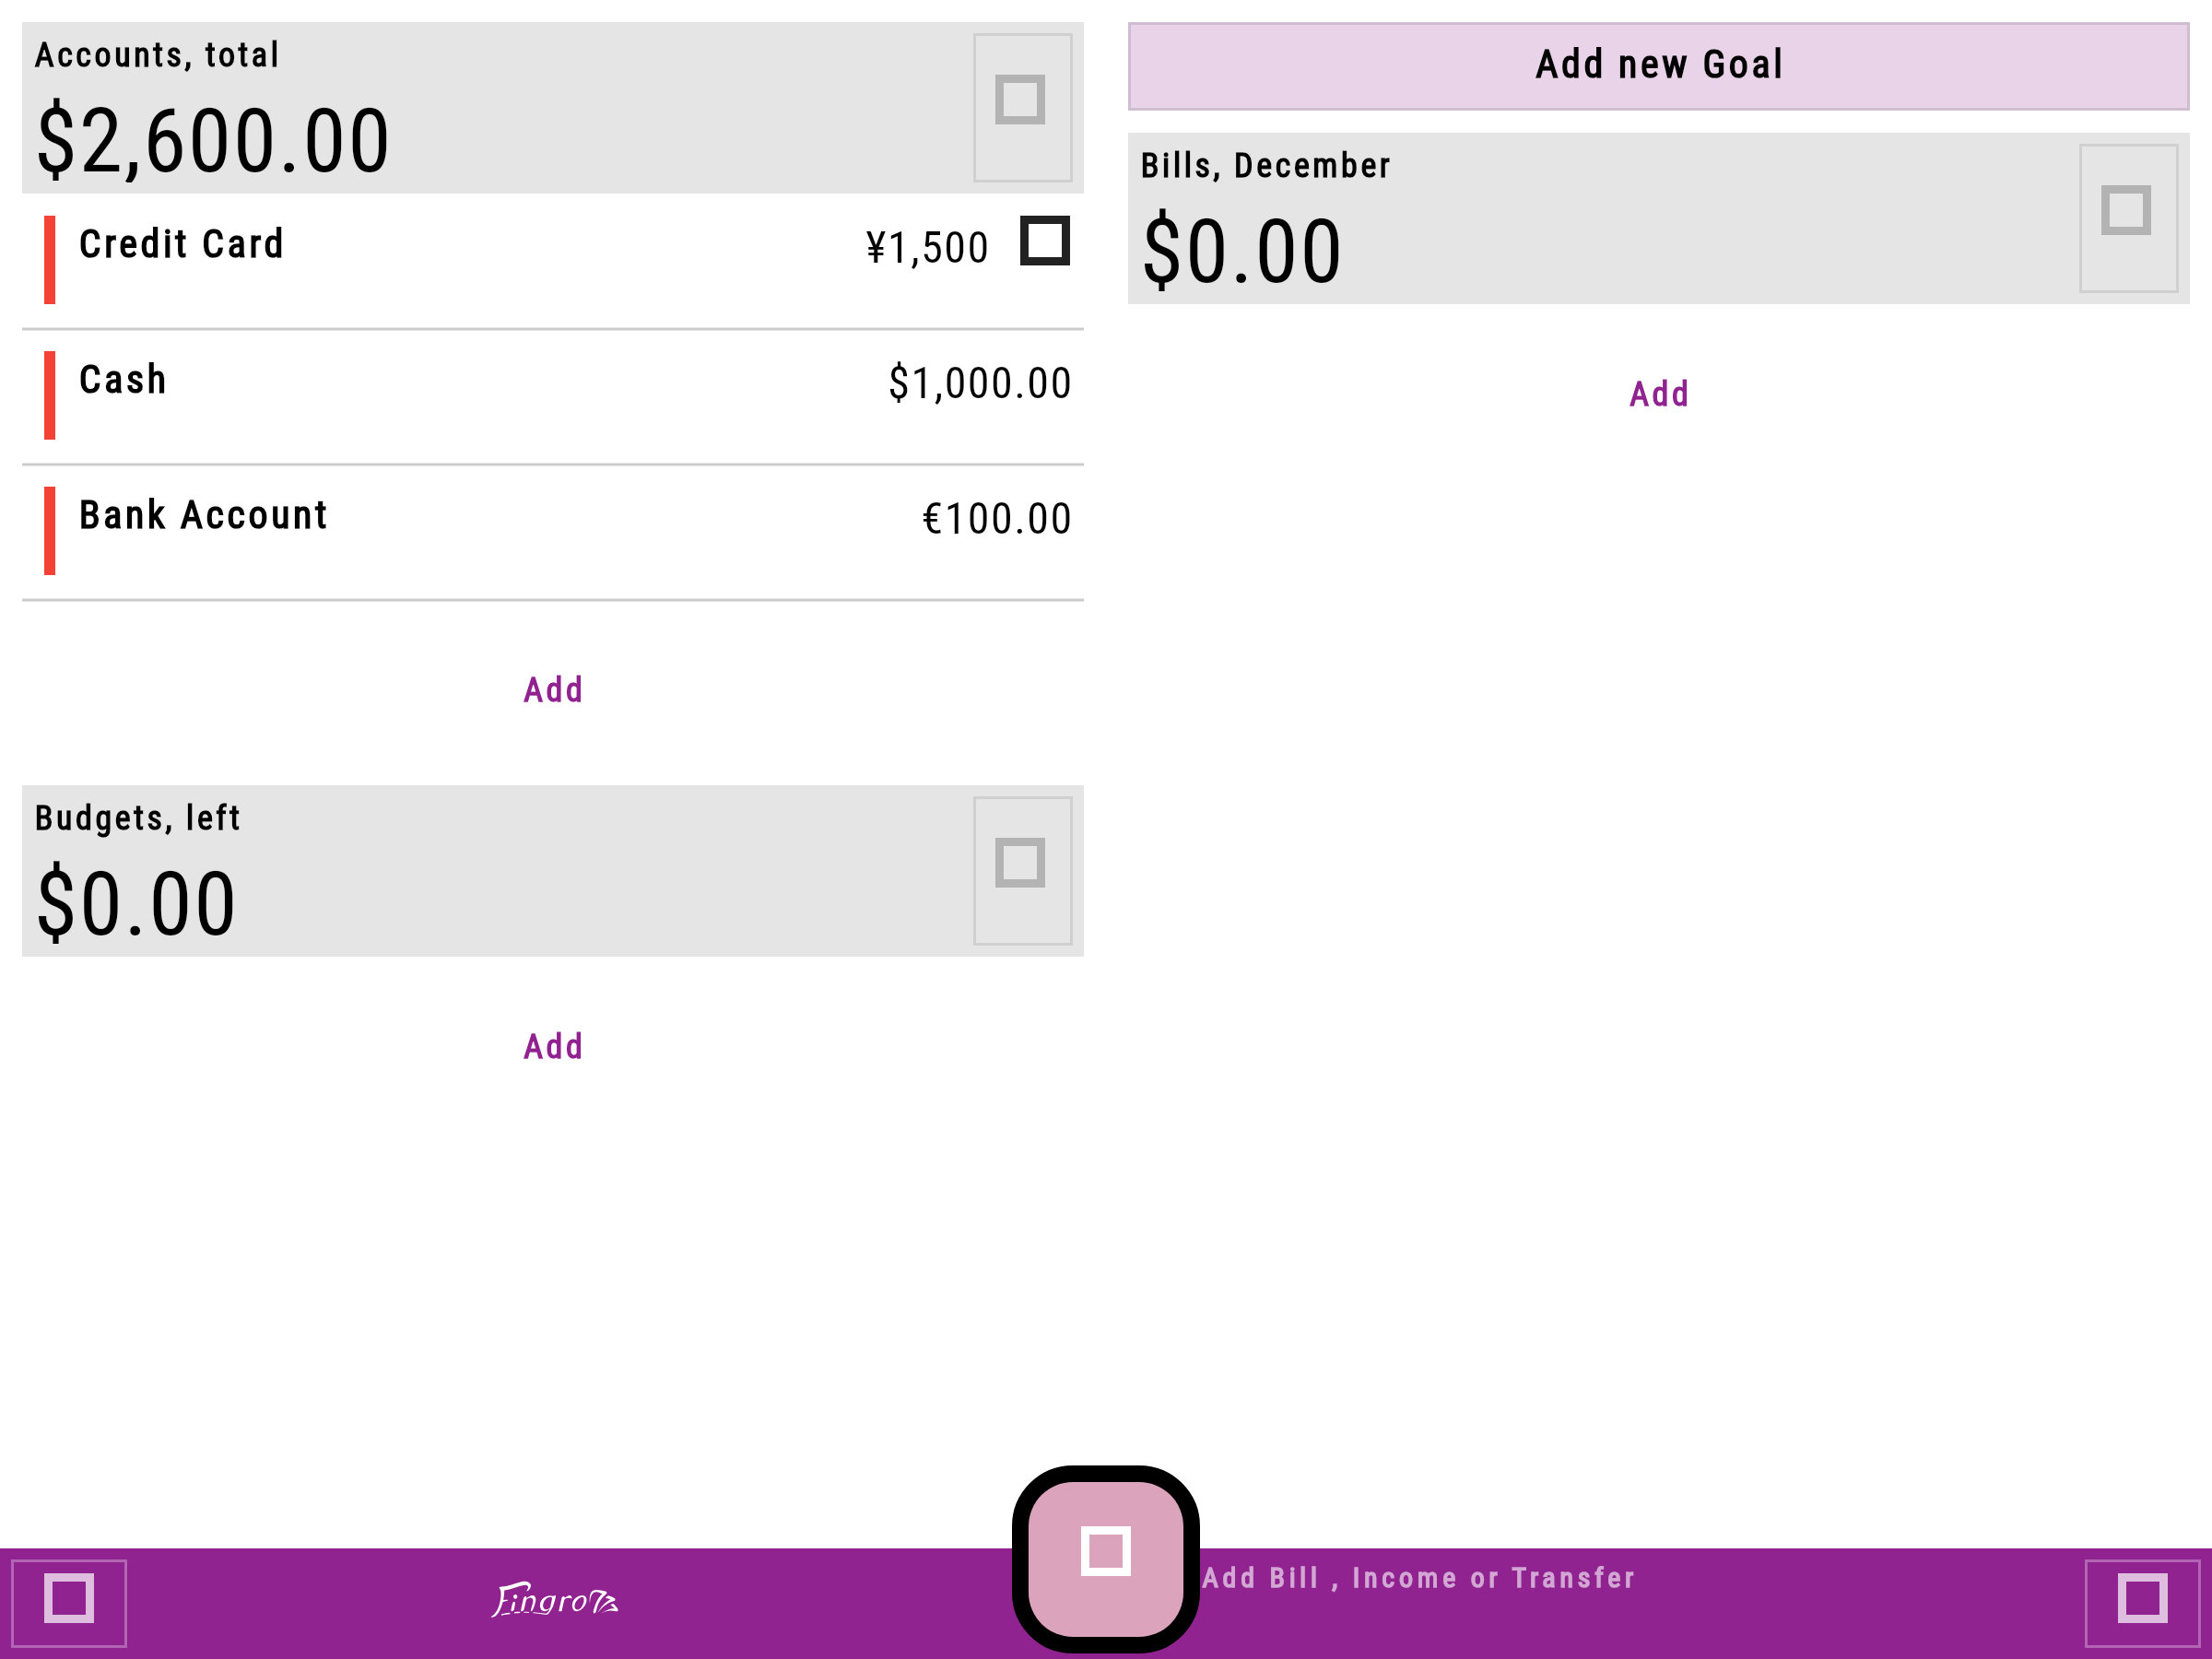 Accounts, total
$2,600.00
Credit Card
¥1,500
Cash
$1,000.00
Bank Account
€100.00
Add
Budgets, left
$0.00
Add
Add new Goal
Bills, December
$0.00
Add
Fingro
Add Bill , Income or Transfer